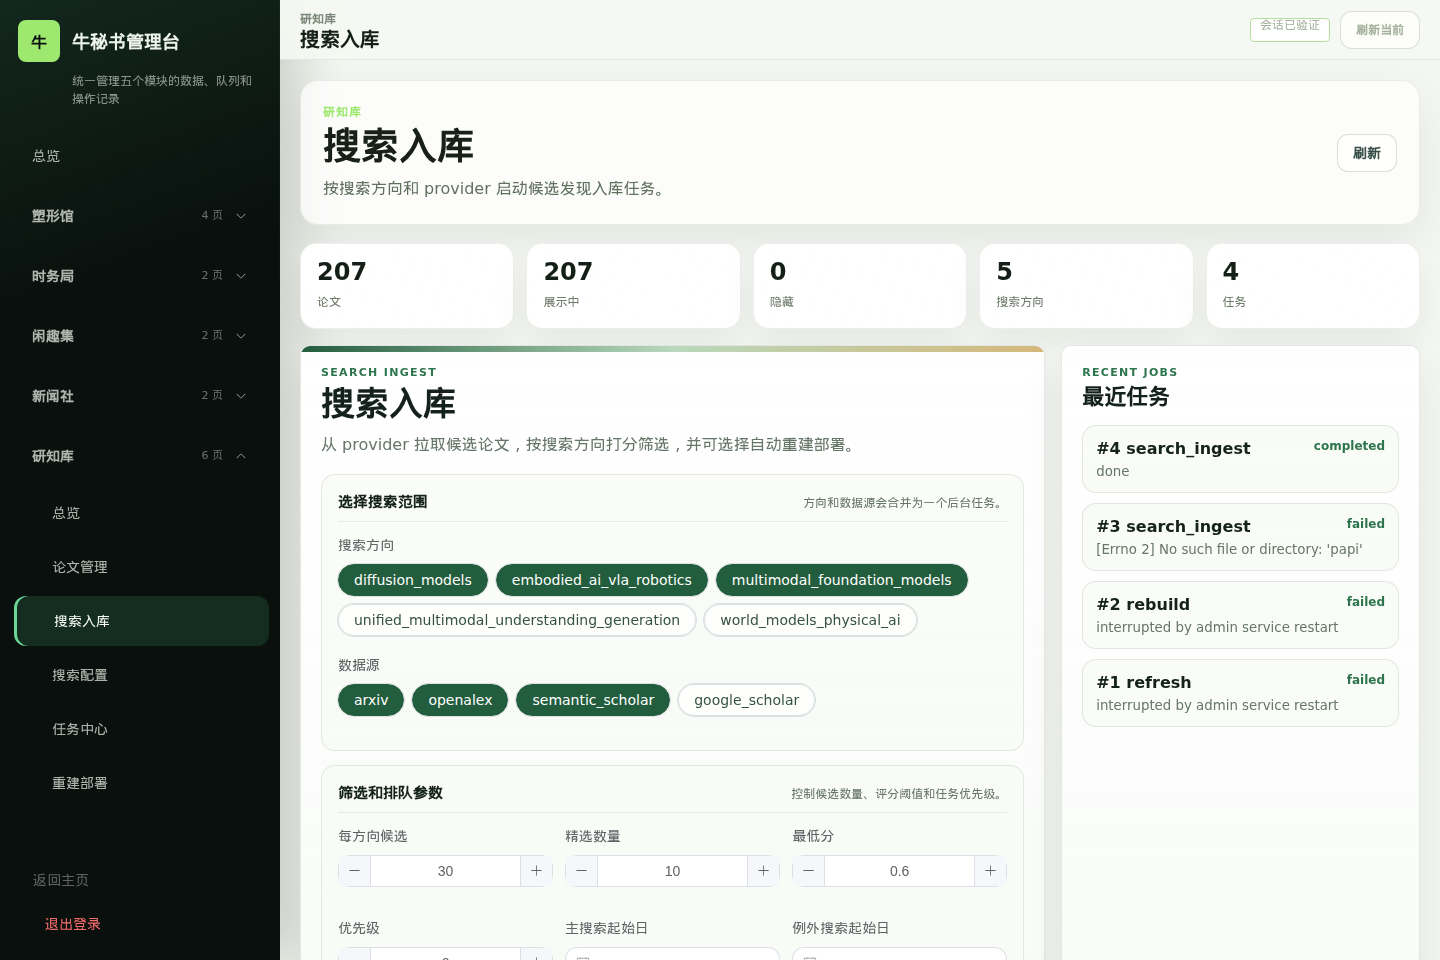 牛
牛秘书管理台
统一管理五个模块的数据、队列和
操作记录
总览
塑形馆 4 页
时务局 2 页
闲趣集 2 页
新闻社 2 页
研知库 6 页
总览
论文管理
搜索入库
搜索配置
任务中心
重建部署
返回主页
退出登录
研知库
搜索入库
会话已验证
刷新当前
研知库
搜索入库
按搜索方向和 provider 启动候选发现入库任务。
刷新
207
论文
207
展示中
0
隐藏
5
搜索方向
4
任务
SEARCH INGEST
搜索入库
从 provider 拉取候选论文，按搜索方向打分筛选，并可选择自动重建部署。
选择搜索范围
方向和数据源会合并为一个后台任务。
搜索方向
diffusion_models
embodied_ai_vla_robotics
multimodal_foundation_models
unified_multimodal_understanding_generation
world_models_physical_ai
数据源
arxiv
openalex
semantic_scholar
google_scholar
筛选和排队参数
控制候选数量、评分阈值和任务优先级。
每方向候选
精选数量
最低分
30
10
0.6
优先级
主搜索起始日
例外搜索起始日
RECENT JOBS
最近任务
#4 search_ingest completed
done
#3 search_ingest failed
[Errno 2] No such file or directory: 'papi'
#2 rebuild failed
interrupted by admin service restart
#1 refresh failed
interrupted by admin service restart